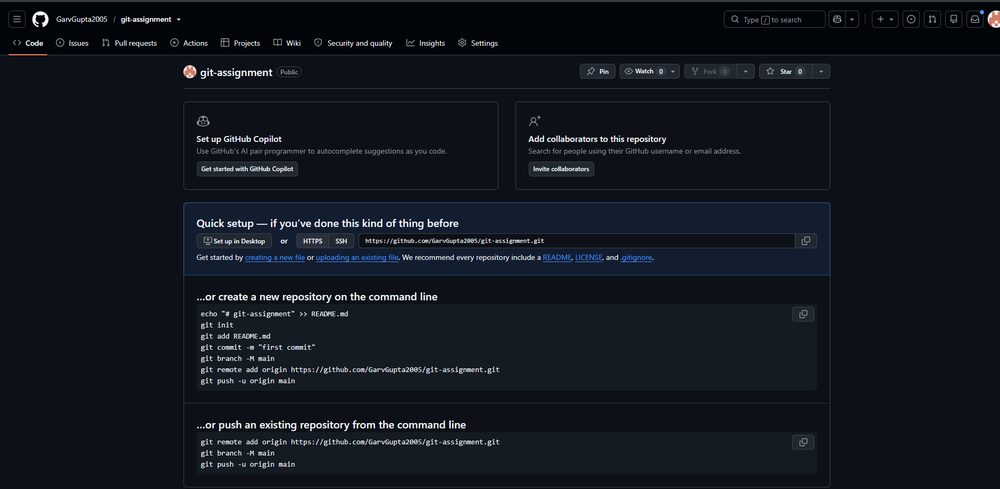 GarvGupta2005 / git-assignment
Type / to search
Code Issues Pull requests Actions Projects Wiki Security and quality Insights Settings
git-assignment Public
Pin Watch 0 Fork 0 Star 0
Set up GitHub Copilot
Use GitHub's AI pair programmer to autocomplete suggestions as you code.
Get started with GitHub Copilot
Add collaborators to this repository
Search for people using their GitHub username or email address.
Invite collaborators
Quick setup — if you’ve done this kind of thing before
Set up in Desktop or HTTPS SSH https://github.com/GarvGupta2005/git-assignment.git
Get started by creating a new file or uploading an existing file. We recommend every repository include a README, LICENSE, and .gitignore.
…or create a new repository on the command line
echo "# git-assignment" >> README.md
git init
git add README.md
git commit -m "first commit"
git branch -M main
git remote add origin https://github.com/GarvGupta2005/git-assignment.git
git push -u origin main
…or push an existing repository from the command line
git remote add origin https://github.com/GarvGupta2005/git-assignment.git
git branch -M main
git push -u origin main